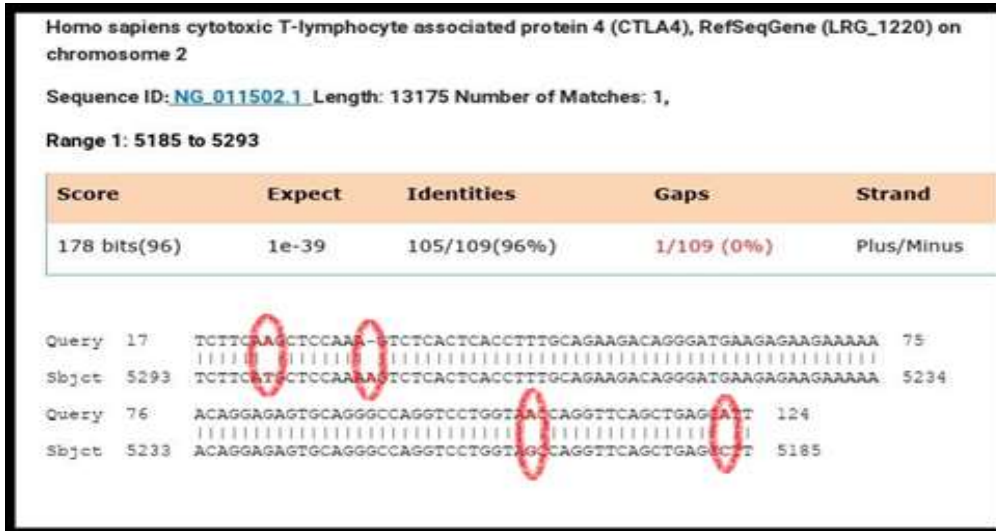 Homo sapiens cytotoxic T-lymphocyte associated protein 4 (CTLA4), RefSeqGene (LRG_1220) on
chromosome 2
Sequence ID: NG_011502.1 Length: 13175 Number of Matches: 1,
Range 1: 5185 to 5293
Score Expect Identities Gaps Strand
178 bits(96) 1e-39 105/109(96%) 1/109 (0%) Plus/Minus
Query 17 TCTTCAAGCTCCAAA-GTCTCACTCACCTTTGCAGAAGACAGGGATGAAGAGAAGAAAAA 75
Sbjct 5293 TCTTCATGCTCCAAAAGTCTCACTCACCTTTGCAGAAGACAGGGATGAAGAGAAGAAAAA 5234
Query 76 ACAGGAGAGTGCAGGGCCAGGTCCTGGTAACCAGGTTCAGCTGAGCATT 124
Sbjct 5233 ACAGGAGAGTGCAGGGCCAGGTCCTGGTAGCCAGGTTCAGCTGAGCCTT 5185